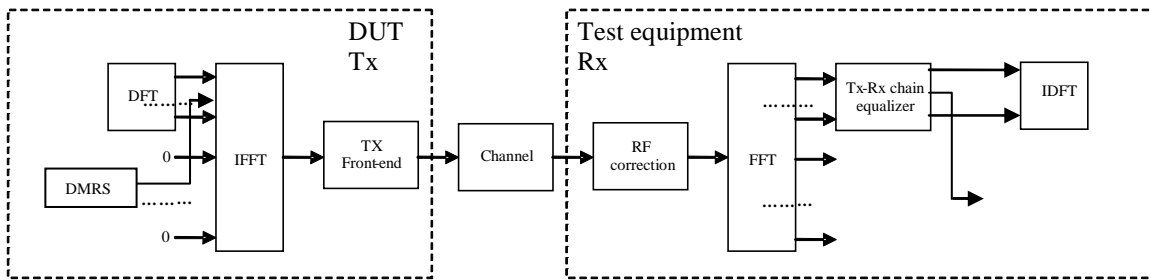 DUT
Tx
Test equipment
Rx
DFT
………
0
DMRS
………
0
IFFT
TX
Front-end
Channel
RF
correction
FFT
………
………
Tx-Rx chain
equalizer
IDFT